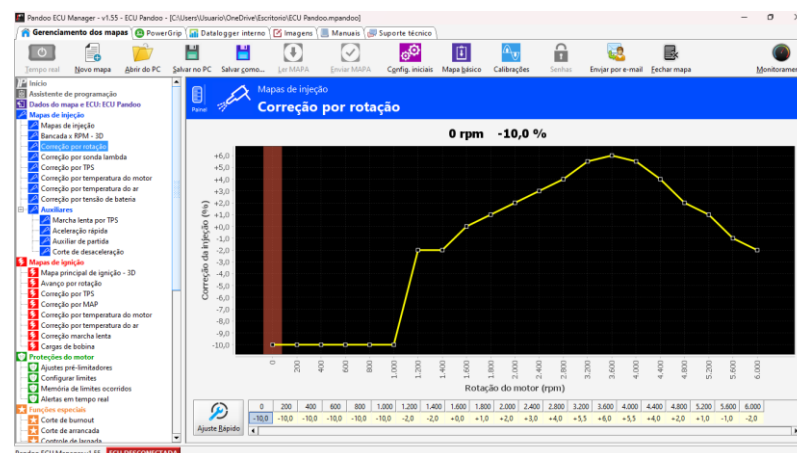 Pandoo ECU Manager - v1.55 - ECU Pandoo - [C:\Users\Usuario\OneDrive\Escritorio\ECU Pandoo.mpandoo]
Gerenciamento dos mapas PowerGrip Datalogger interno Imagens Manuais Suporte técnico
Tempo real Novo mapa Abrir do PC Salvar no PC Salvar como... Ler MAPA Enviar MAPA Config. iniciais Mapa básico Calibrações Senhas Enviar por e-mail Fechar mapa Monitorame
Início
Assistente de programação
Dados do mapa e ECU: ECU Pandoo
Mapas de injeção
Mapas de injeção
Bancada x RPM - 3D
Correção por rotação
Correção por sonda lambda
Correção por TPS
Correção por temperatura do motor
Correção por temperatura do ar
Correção por tensão de bateria
Auxiliares
Marcha lenta por TPS
Aceleração rápida
Auxiliar de partida
Corte de desaceleração
Mapas de ignição
Mapa principal de ignição - 3D
Avanço por rotação
Correção por TPS
Correção por MAP
Correção por temperatura do motor
Correção por temperatura do ar
Correção marcha lenta
Cargas de bobina
Proteções do motor
Ajustes pré-limitadores
Configurar limites
Memória de limites ocorridos
Alertas em tempo real
Funções especiais
Corte de burnout
Corte de arrancada
Controle de largada
Painel
Mapas de injeção
Correção por rotação
0 rpm -10,0 %
Correção da injeção (%)
+6,0
+5,0
+4,0
+3,0
+2,0
+1,0
+0,0
-1,0
-2,0
-3,0
-4,0
-5,0
-6,0
-7,0
-8,0
-9,0
-10,0
0 200 400 600 800 1.000 1.200 1.400 1.600 1.800 2.000 2.400 2.800 3.200 3.600 4.000 4.400 4.800 5.200 5.600 6.000
Rotação do motor (rpm)
Ajuste Rápido
0 200 400 600 800 1.000 1.200 1.400 1.600 1.800 2.000 2.400 2.800 3.200 3.600 4.000 4.400 4.800 5.200 5.600 6.000
-10,0 -10,0 -10,0 -10,0 -10,0 -10,0 -2,0 -2,0 +0,0 +1,0 +2,0 +3,0 +4,0 +5,5 +6,0 +5,5 +4,0 +2,0 +1,0 -1,0 -2,0
Pandoo ECU Manager v1.55 ECU DESCONECTADA